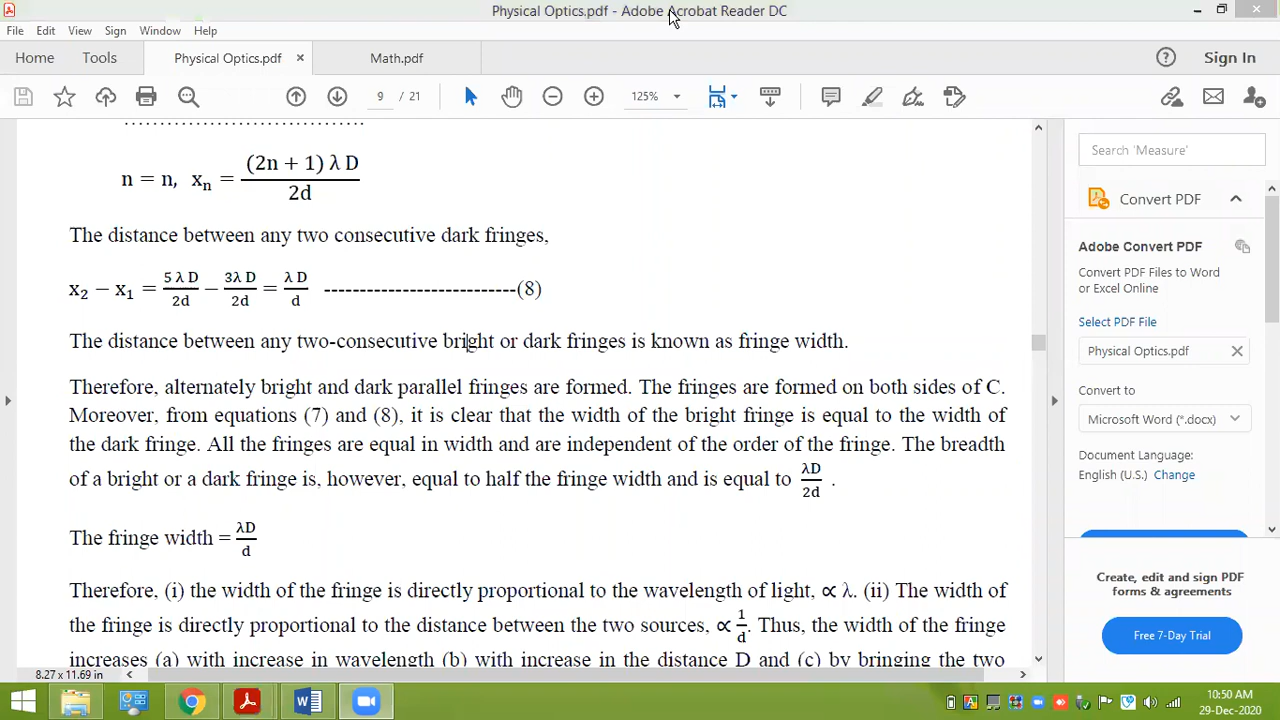 Physical Optics.pdf - Adobe Acrobat Reader DC
File Edit View Sign Window Help
Home Tools Physical Optics.pdf × Math.pdf Sign In
9 / 21 125%
................................
n = n, xₙ = (2n + 1) λ D / 2d
The distance between any two consecutive dark fringes,
x₂ − x₁ = 5 λ D / 2d − 3λ D / 2d = λ D / d ---------------------------(8)
The distance between any two-consecutive bright or dark fringes is known as fringe width.
Therefore, alternately bright and dark parallel fringes are formed. The fringes are formed on both sides of C.
Moreover, from equations (7) and (8), it is clear that the width of the bright fringe is equal to the width of
the dark fringe. All the fringes are equal in width and are independent of the order of the fringe. The breadth
of a bright or a dark fringe is, however, equal to half the fringe width and is equal to λD / 2d .
The fringe width = λD / d
Therefore, (i) the width of the fringe is directly proportional to the wavelength of light, ∝ λ. (ii) The width of
the fringe is directly proportional to the distance between the two sources, ∝ 1 / d. Thus, the width of the fringe
increases (a) with increase in wavelength (b) with increase in the distance D and (c) by bringing the two
8.27 x 11.69 in
Search 'Measure'
Convert PDF
Adobe Convert PDF
Convert PDF Files to Word
or Excel Online
Select PDF File
Physical Optics.pdf
Convert to
Microsoft Word (*.docx)
Document Language:
English (U.S.) Change
Create, edit and sign PDF
forms & agreements
Free 7-Day Trial
10:50 AM
29-Dec-2020